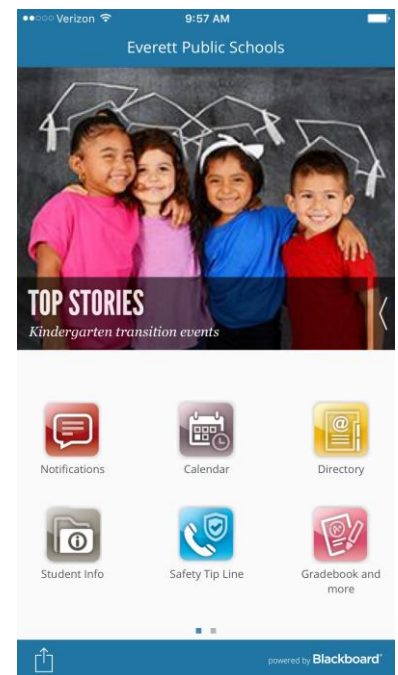 Verizon 9:57 AM
Everett Public Schools
TOP STORIES
Kindergarten transition events
Notifications Calendar Directory
Student Info Safety Tip Line Gradebook and
more
powered by Blackboard